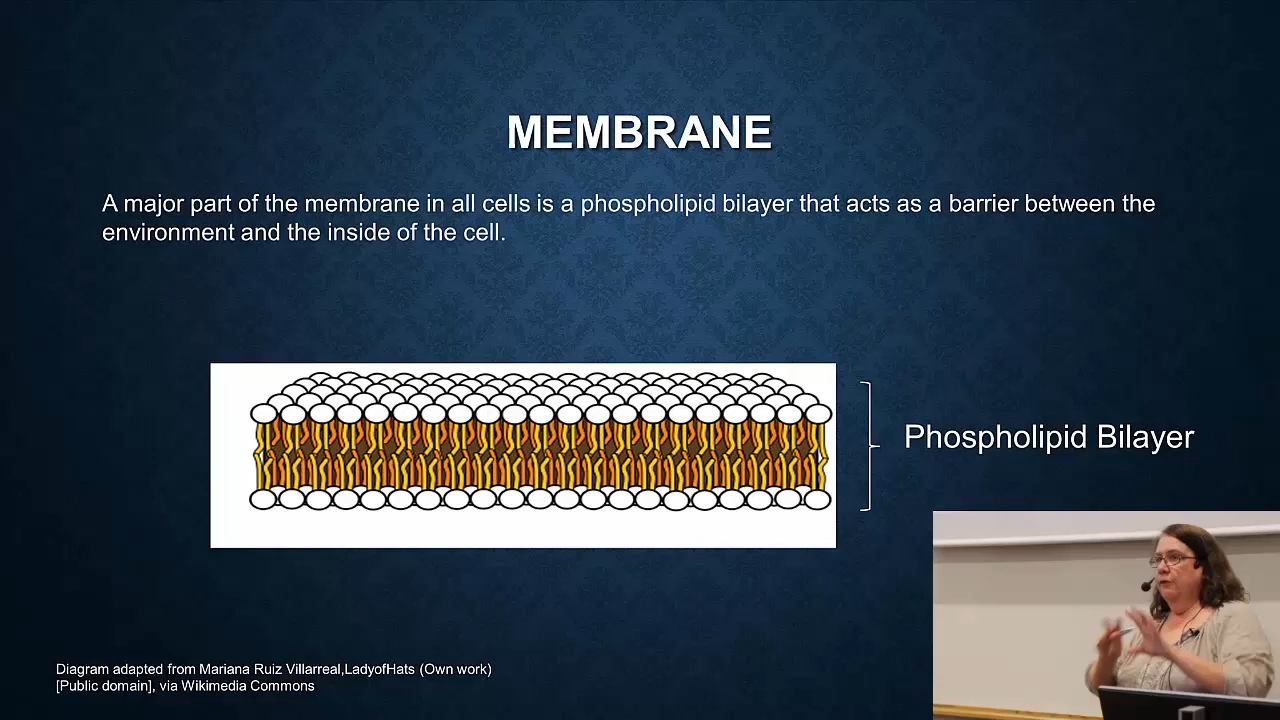 MEMBRANE
A major part of the membrane in all cells is a phospholipid bilayer that acts as a barrier between the
environment and the inside of the cell.
Phospholipid Bilayer
Diagram adapted from Mariana Ruiz Villarreal,LadyofHats (Own work)
[Public domain], via Wikimedia Commons